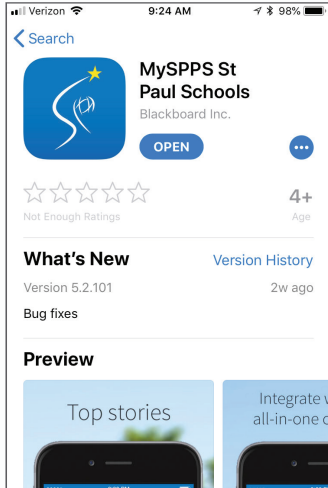 Verizon 9:24 AM 98%
Search
MySPPS St
Paul Schools
Blackboard Inc.
OPEN
4+
Not Enough Ratings Age
What's New Version History
Version 5.2.101 2w ago
Bug fixes
Preview
Top stories
Integrate
all-in-one